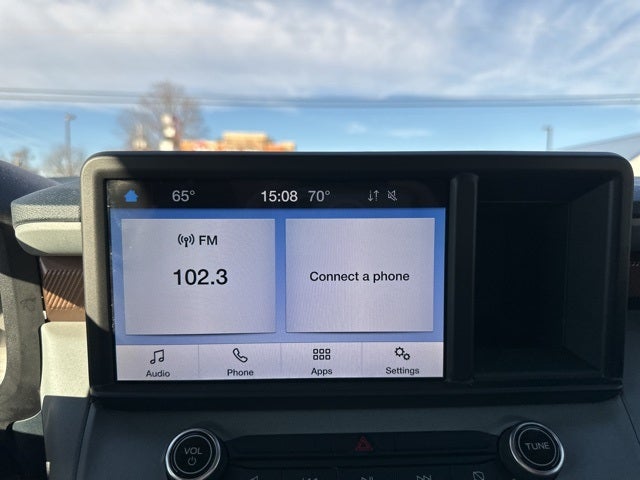 65° 15:08 70°
FM
102.3
Connect a phone
Audio Phone Apps Settings
VOL
TUNE